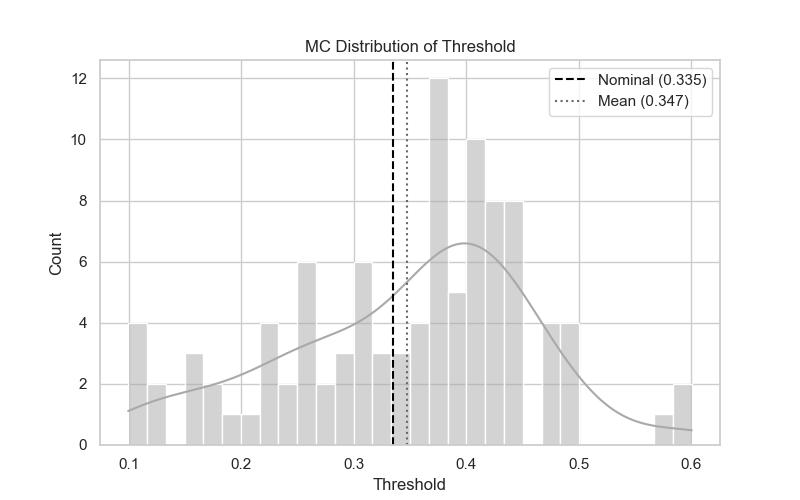 MC Distribution of Threshold
Nominal (0.335)
Mean (0.347)
Count
12
10
8
6
4
2
0
0.1 0.2 0.3 0.4 0.5 0.6
Threshold